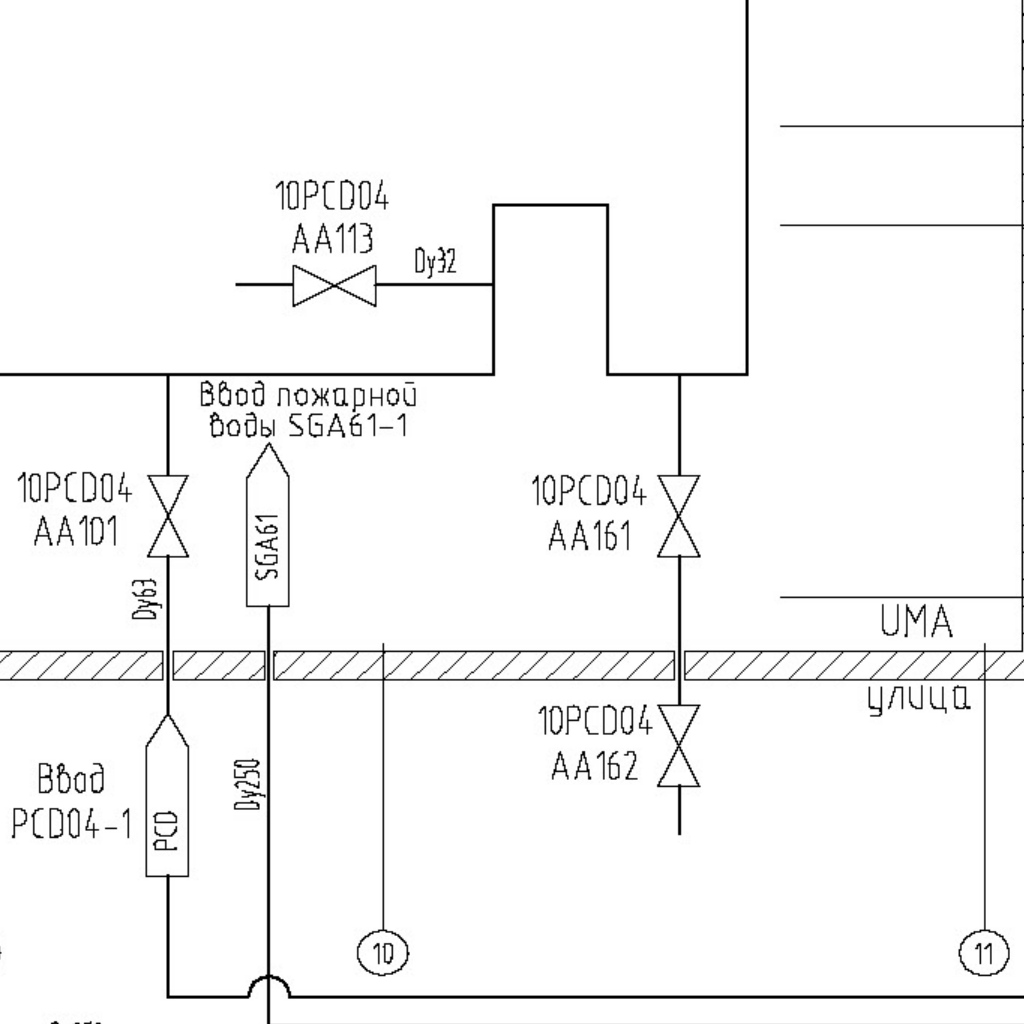 10PCD04
AA113
Dy32
Ввод пожарной
воды SGA61-1
10PCD04
AA101
SGA61
10PCD04
AA161
Dy63
UMA
улица
10PCD04
AA162
Ввод
PCD04-1
PCD
Dy250
10
11